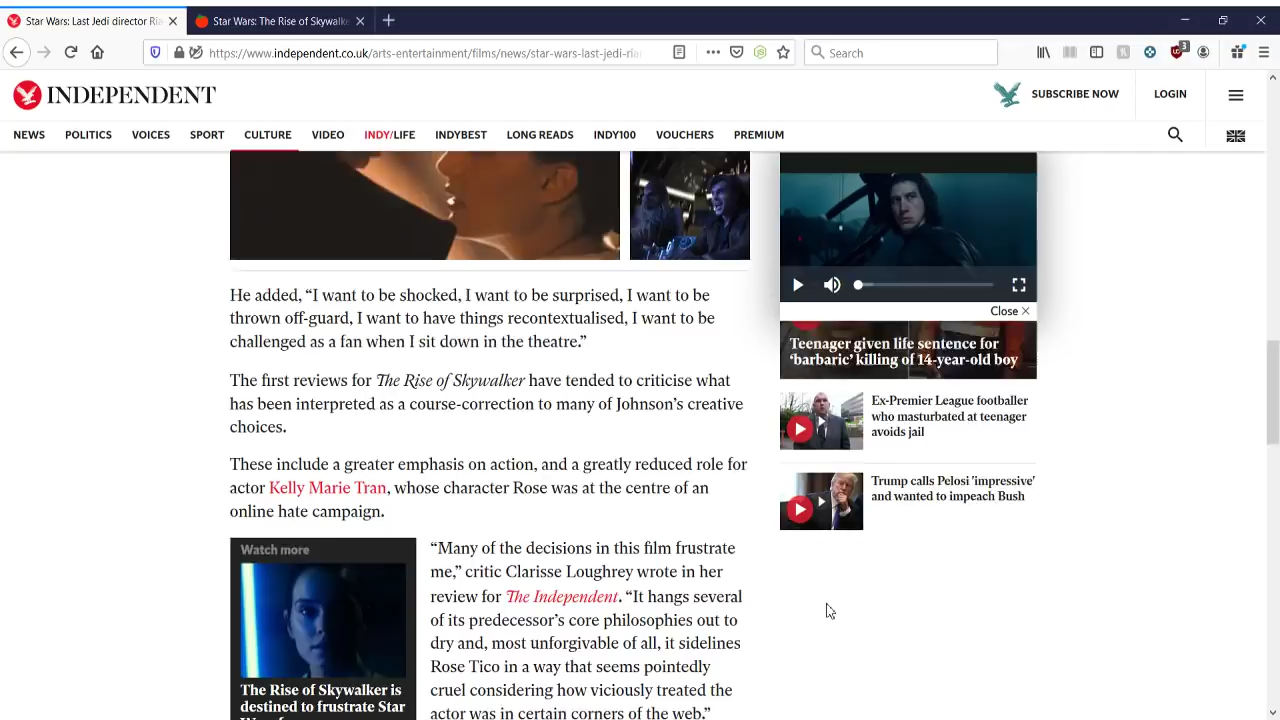 Star Wars: Last Jedi director Ria
Star Wars: The Rise of Skywalke
https://www.independent.co.uk/arts-entertainment/films/news/star-wars-last-jedi-ria
Search
3
INDEPENDENT
SUBSCRIBE NOW
LOGIN
NEWS
POLITICS
VOICES
SPORT
CULTURE
VIDEO
INDY/LIFE
INDYBEST
LONG READS
INDY100
VOUCHERS
PREMIUM
He added, “I want to be shocked, I want to be surprised, I want to be
thrown off-guard, I want to have things recontextualised, I want to be
challenged as a fan when I sit down in the theatre.”
The first reviews for The Rise of Skywalker have tended to criticise what
has been interpreted as a course-correction to many of Johnson’s creative
choices.
These include a greater emphasis on action, and a greatly reduced role for
actor Kelly Marie Tran, whose character Rose was at the centre of an
online hate campaign.
Watch more
The Rise of Skywalker is
destined to frustrate Star
“Many of the decisions in this film frustrate
me,” critic Clarisse Loughrey wrote in her
review for The Independent. “It hangs several
of its predecessor’s core philosophies out to
dry and, most unforgivable of all, it sidelines
Rose Tico in a way that seems pointedly
cruel considering how viciously treated the
actor was in certain corners of the web.”
Close
Teenager given life sentence for
‘barbaric’ killing of 14-year-old boy
Ex-Premier League footballer
who masturbated at teenager
avoids jail
Trump calls Pelosi 'impressive'
and wanted to impeach Bush